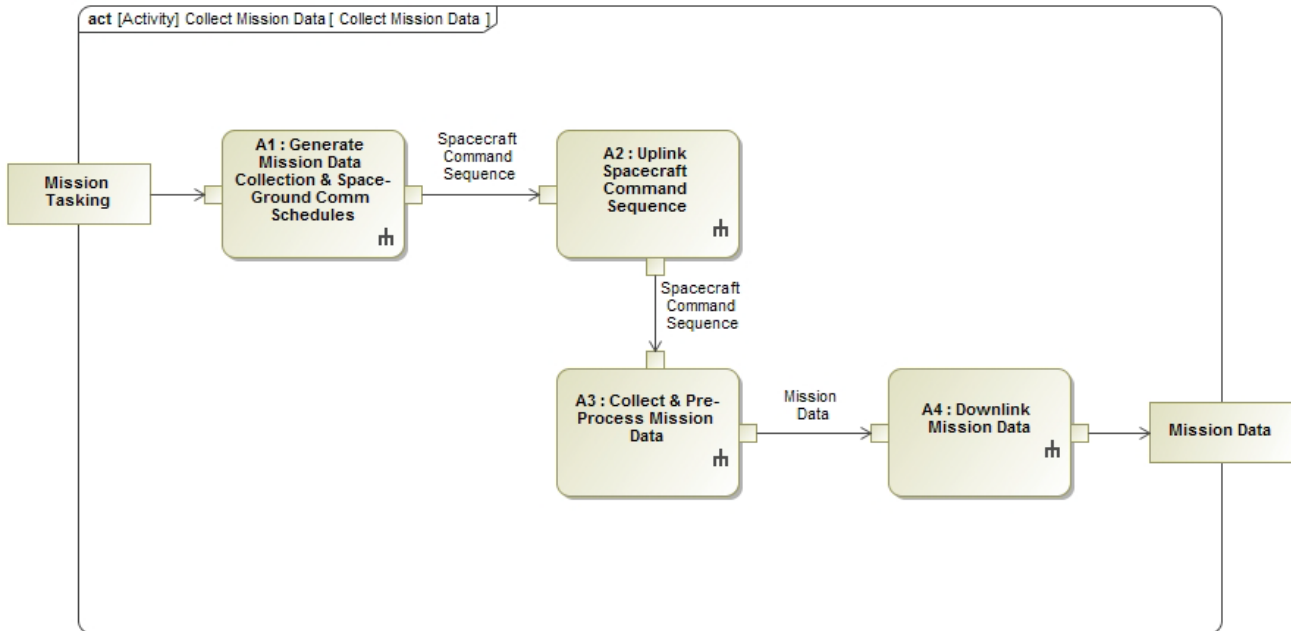 act [Activity] Collect Mission Data [ Collect Mission Data ]
Mission
Tasking
A1 : Generate
Mission Data
Collection & Space-
Ground Comm
Schedules
Spacecraft
Command
Sequence
A2 : Uplink
Spacecraft
Command
Sequence
Spacecraft
Command
Sequence
A3 : Collect & Pre-
Process Mission
Data
Mission
Data
A4 : Downlink
Mission Data
Mission Data